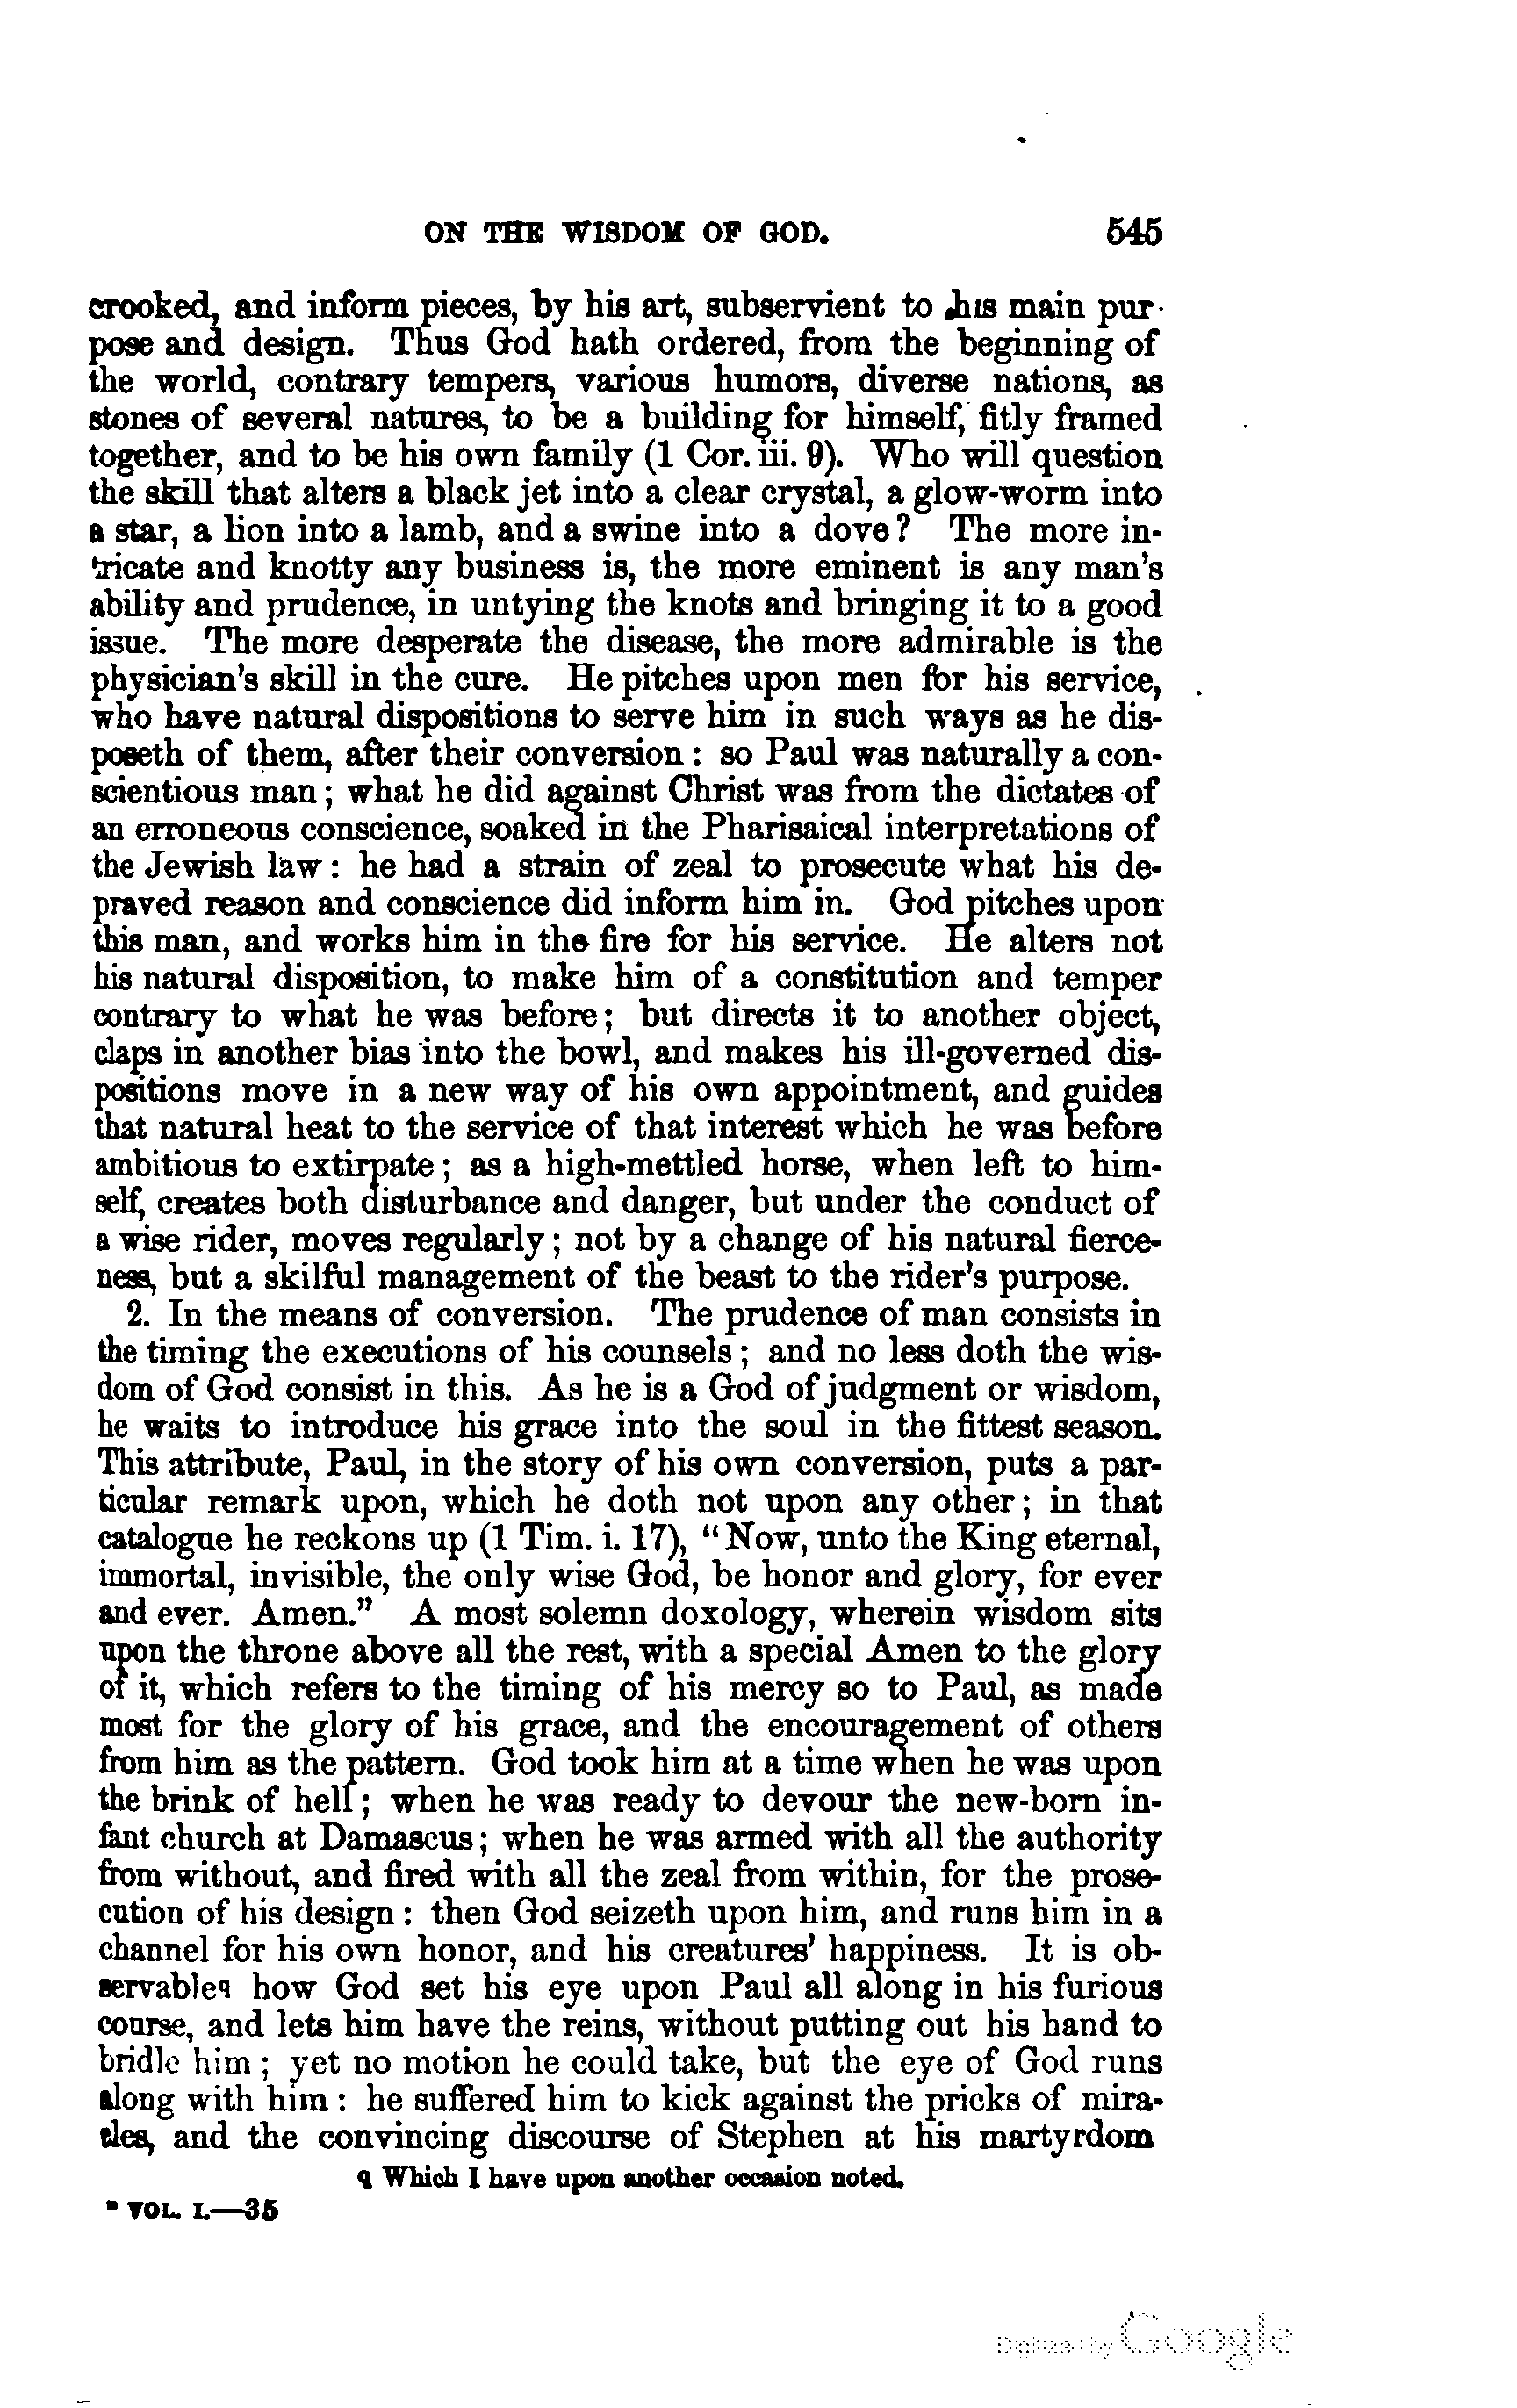 ON THE WISDOM OF GOD. 545
crooked, and inform pieces, by his art, subservient to his main pur-
pose and design. Thus God hath ordered, from the beginning of
the world, contrary tempers, various humors, diverse nations, as
stones of several natures, to be a building for himself, fitly framed
together, and to be his own family (1 Cor. iii. 9). Who will question
the skill that alters a black jet into a clear crystal, a glow-worm into
a star, a lion into a lamb, and a swine into a dove? The more in-
tricate and knotty any business is, the more eminent is any man's
ability and prudence, in untying the knots and bringing it to a good
issue. The more desperate the disease, the more admirable is the
physician's skill in the cure. He pitches upon men for his service,
who have natural dispositions to serve him in such ways as he dis-
poseth of them, after their conversion: so Paul was naturally a con-
scientious man; what he did against Christ was from the dictates of
an erroneous conscience, soaked in the Pharisaical interpretations of
the Jewish law: he had a strain of zeal to prosecute what his de-
praved reason and conscience did inform him in. God pitches upon
this man, and works him in the fire for his service. He alters not
his natural disposition, to make him of a constitution and temper
contrary to what he was before; but directs it to another object,
claps in another bias into the bowl, and makes his ill-governed dis-
positions move in a new way of his own appointment, and guides
that natural heat to the service of that interest which he was before
ambitious to extirpate; as a high-mettled horse, when left to him-
self, creates both disturbance and danger, but under the conduct of
a wise rider, moves regularly; not by a change of his natural fierce-
ness, but a skilful management of the beast to the rider's purpose.
2. In the means of conversion. The prudence of man consists in
the timing the executions of his counsels; and no less doth the wis-
dom of God consist in this. As he is a God of judgment or wisdom,
he waits to introduce his grace into the soul in the fittest season.
This attribute, Paul, in the story of his own conversion, puts a par-
ticular remark upon, which he doth not upon any other; in that
catalogue he reckons up (1 Tim. i. 17), "Now, unto the King eternal,
immortal, invisible, the only wise God, be honor and glory, for ever
and ever. Amen." A most solemn doxology, wherein wisdom sits
upon the throne above all the rest, with a special Amen to the glory
of it, which refers to the timing of his mercy so to Paul, as made
most for the glory of his grace, and the encouragement of others
from him as the pattern. God took him at a time when he was upon
the brink of hell; when he was ready to devour the new-born in-
fant church at Damascus; when he was armed with all the authority
from without, and fired with all the zeal from within, for the prose-
cution of his design: then God seizeth upon him, and runs him in a
channel for his own honor, and his creatures' happiness. It is ob-
servableq how God set his eye upon Paul all along in his furious
course, and lets him have the reins, without putting out his hand to
bridle him; yet no motion he could take, but the eye of God runs
along with him: he suffered him to kick against the pricks of mira-
cles, and the convincing discourse of Stephen at his martyrdom
q Which I have upon another occasion noted.
VOL. I.—35
Digitized by Google